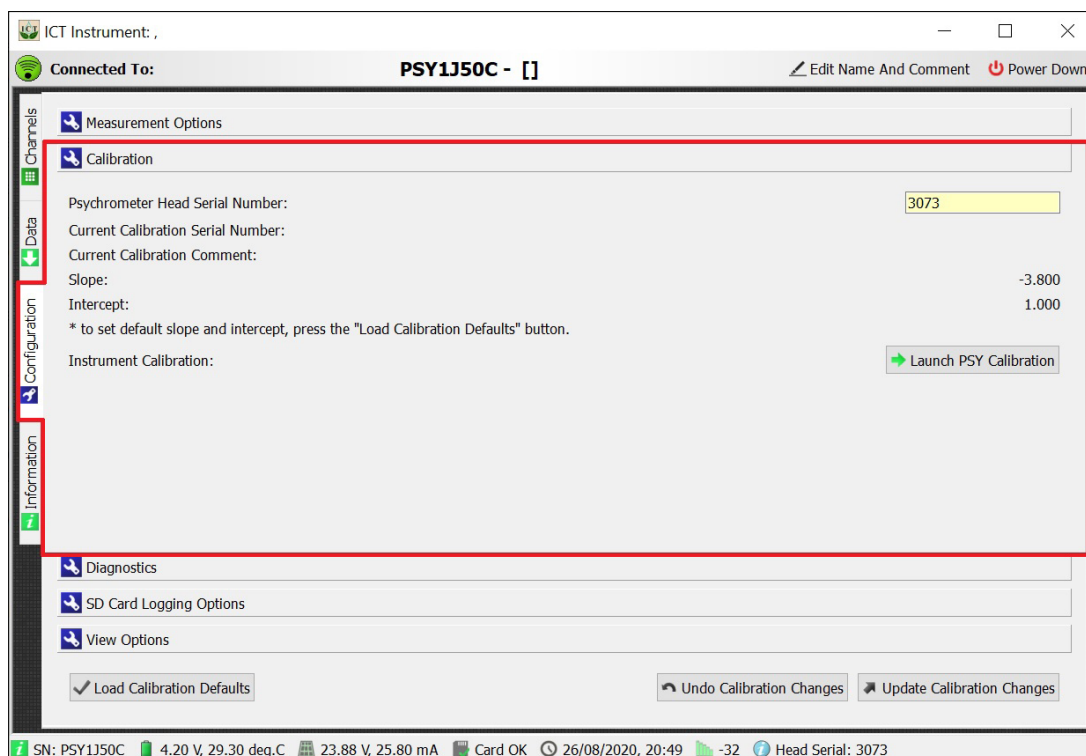 ICT Instrument: ,
Connected To: PSY1J50C - [] Edit Name And Comment Power Down
Channels
Data
Configuration
Information
Measurement Options
Calibration
Psychrometer Head Serial Number: 3073
Current Calibration Serial Number:
Current Calibration Comment:
Slope: -3.800
Intercept: 1.000
* to set default slope and intercept, press the "Load Calibration Defaults" button.
Instrument Calibration: Launch PSY Calibration
Diagnostics
SD Card Logging Options
View Options
Load Calibration Defaults Undo Calibration Changes Update Calibration Changes
SN: PSY1J50C 4.20 V, 29.30 deg.C 23.88 V, 25.80 mA Card OK 26/08/2020, 20:49 -32 Head Serial: 3073